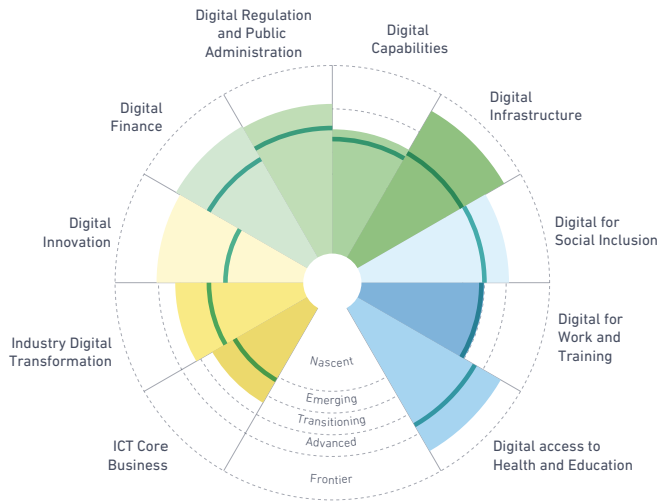 Digital Regulation
and Public
Administration
Digital
Capabilities
Digital
Finance
Digital
Infrastructure
Digital
Innovation
Digital for
Social Inclusion
Industry Digital
Transformation
Digital for
Work and
Training
ICT Core
Business
Digital access to
Health and Education
Nascent
Emerging
Transitioning
Advanced
Frontier